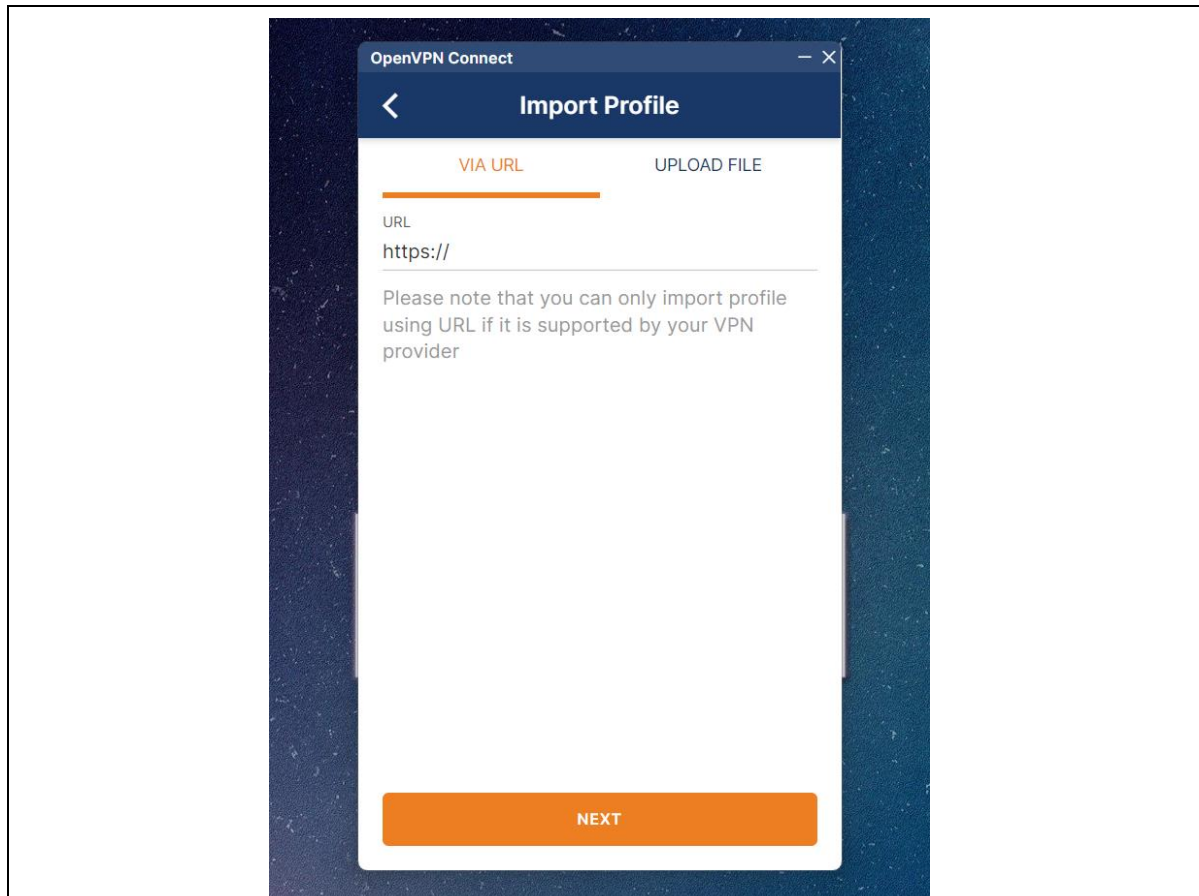 OpenVPN Connect
Import Profile
VIA URL
UPLOAD FILE
URL
https://
Please note that you can only import profile
using URL if it is supported by your VPN
provider
NEXT